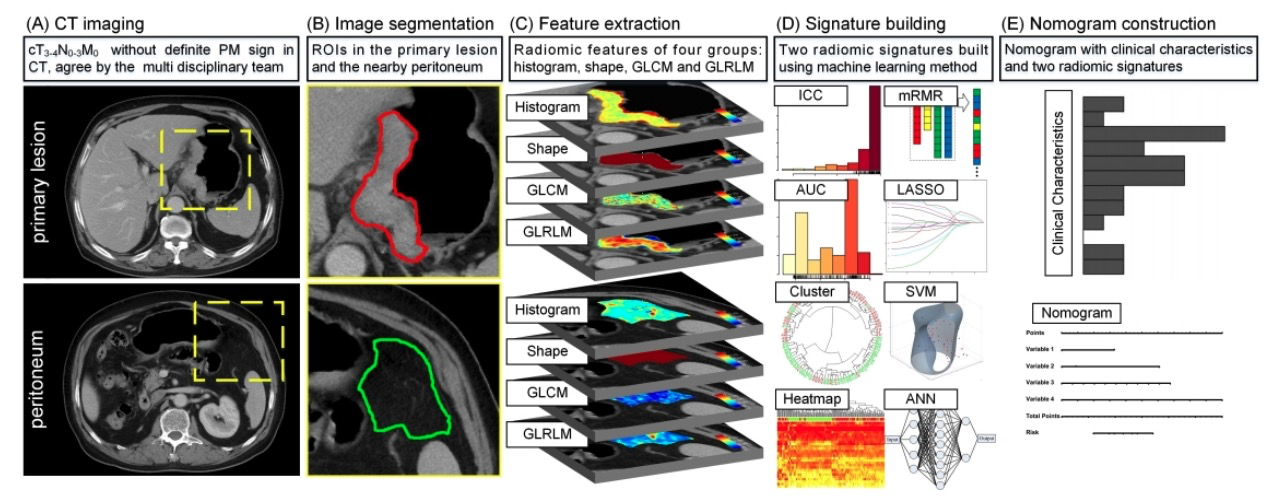 (A) CT imaging
cT3-4N0-3M0 without definite PM sign in
CT, agree by the multi disciplinary team
primary lesion
peritoneum
(B) Image segmentation
ROIs in the primary lesion
and the nearby peritoneum
(C) Feature extraction
Radiomic features of four groups:
histogram, shape, GLCM and GLRLM
Histogram
Shape
GLCM
GLRLM
Histogram
Shape
GLCM
GLRLM
(D) Signature building
Two radiomic signatures built
using machine learning method
ICC
mRMR
AUC
LASSO
Cluster
SVM
Heatmap
ANN
Input
Output
(E) Nomogram construction
Nomogram with clinical characteristics
and two radiomic signatures
Clinical Characteristics
Nomogram
Points
Variable 1
Variable 2
Variable 3
Variable 4
Total Points
Risk